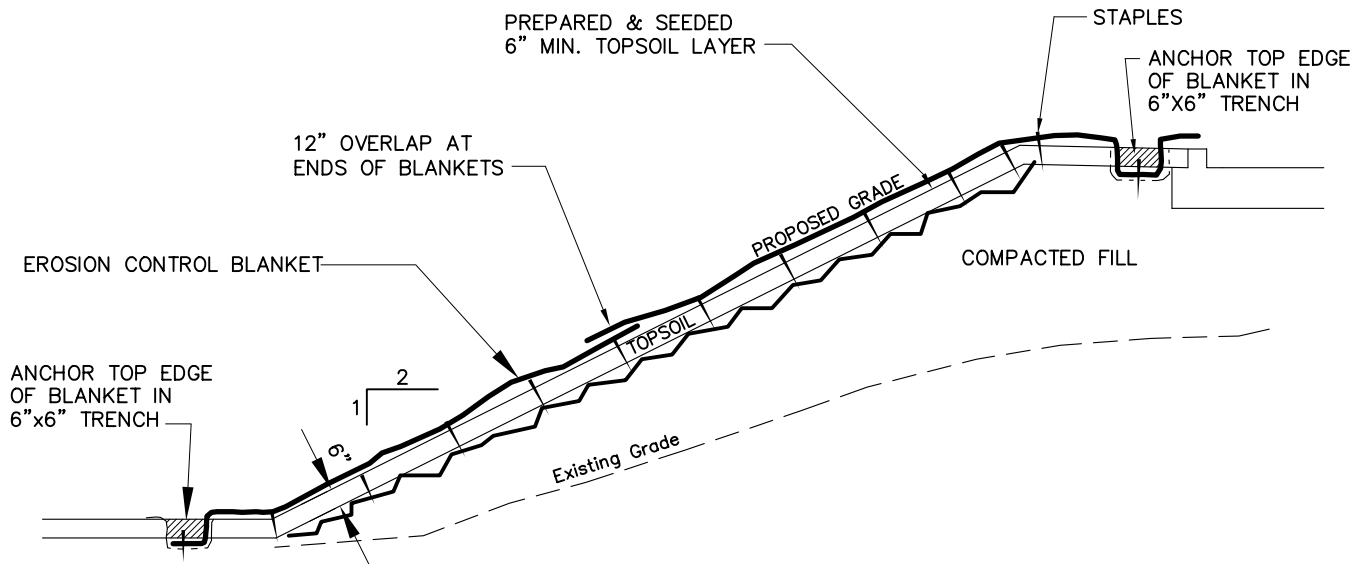 PREPARED & SEEDED
6” MIN. TOPSOIL LAYER
STAPLES
ANCHOR TOP EDGE
OF BLANKET IN
6”X6” TRENCH
12” OVERLAP AT
ENDS OF BLANKETS
PROPOSED GRADE
COMPACTED FILL
EROSION CONTROL BLANKET
TOPSOIL
ANCHOR TOP EDGE
OF BLANKET IN
6”x6” TRENCH
2
1
6”
Existing Grade